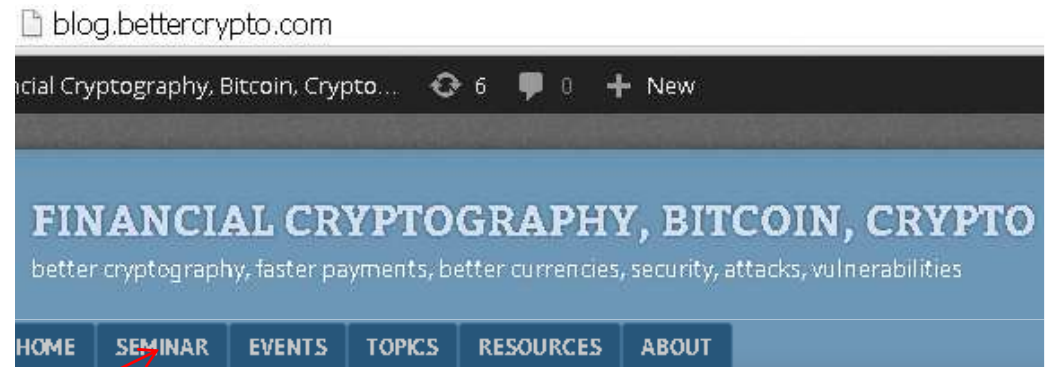 blog.bettercrypto.com
ncial Cryptography, Bitcoin, Crypto... 6 0 New
FINANCIAL CRYPTOGRAPHY, BITCOIN, CRYPTO
better cryptography, faster payments, better currencies, security, attacks, vulnerabilities
HOME SEMINAR EVENTS TOPICS RESOURCES ABOUT